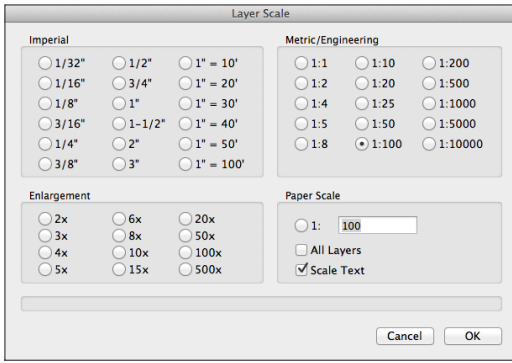 Layer Scale
Imperial
1/32" 1/2" 1" = 10'
1/16" 3/4" 1" = 20'
1/8" 1" 1" = 30'
3/16" 1-1/2" 1" = 40'
1/4" 2" 1" = 50'
3/8" 3" 1" = 100'
Metric/Engineering
1:1 1:10 1:200
1:2 1:20 1:500
1:4 1:25 1:1000
1:5 1:50 1:5000
1:8 1:100 1:10000
Enlargement
2x 6x 20x
3x 8x 50x
4x 10x 100x
5x 15x 500x
Paper Scale
1: 100
All Layers
Scale Text
Cancel OK